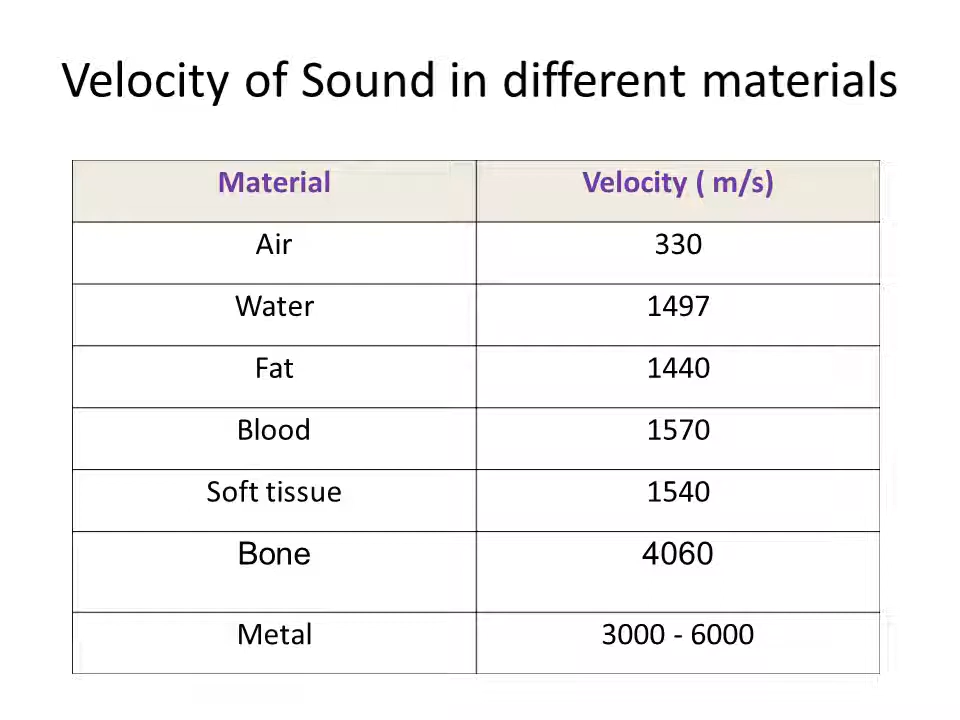 Velocity of Sound in different materials
Material Velocity ( m/s)
Air 330
Water 1497
Fat 1440
Blood 1570
Soft tissue 1540
Bone 4060
Metal 3000 - 6000